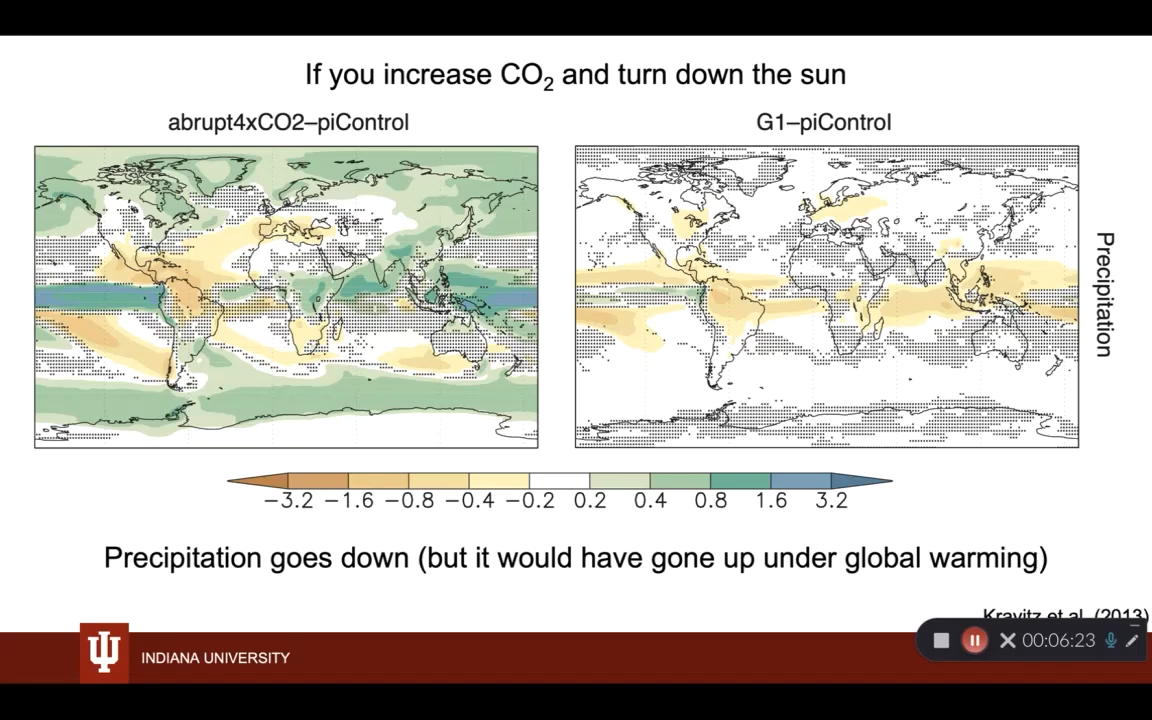 If you increase CO₂ and turn down the sun
abrupt4xCO2–piControl
G1–piControl
Precipitation
−3.2 −1.6 −0.8 −0.4 −0.2 0.2 0.4 0.8 1.6 3.2
Precipitation goes down (but it would have gone up under global warming)
Kravitz et al. (2013)
00:06:23
INDIANA UNIVERSITY